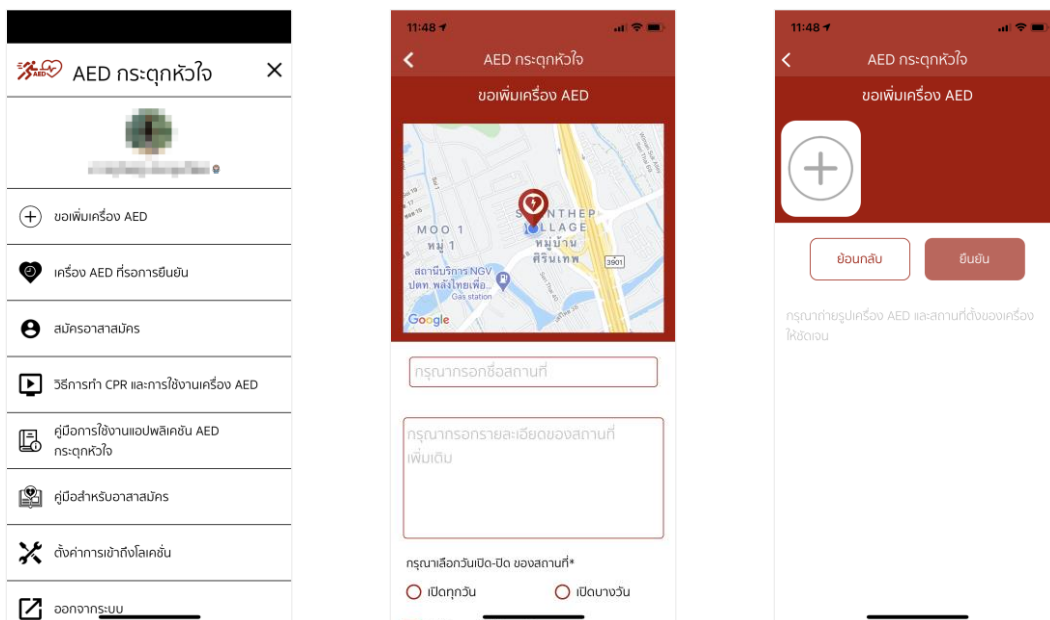 AED กระตุกหัวใจ
ขอเพิ่มเครื่อง AED
เครื่อง AED ที่รอการยืนยัน
สมัครอาสาสมัคร
วิธีการทำ CPR และการใช้งานเครื่อง AED
คู่มือการใช้งานแอปพลิเคชัน AED
กระตุกหัวใจ
คู่มือสำหรับอาสาสมัคร
ตั้งค่าการเข้าถึงโลเคชั่น
ออกจากระบบ
11:48
AED กระตุกหัวใจ
ขอเพิ่มเครื่อง AED
MOO 1
หมู่ 1
VILLAGE
หมู่บ้าน
ศิรินเทพ
3901
สถานีบริการ NGV
ปตท. พลังไทยเพื่อ...
Gas station
Google
กรุณากรอกชื่อสถานที่
กรุณากรอกรายละเอียดของสถานที่
เพิ่มเติม
กรุณาเลือกวันเปิด-ปิด ของสถานที่*
เปิดทุกวัน
เปิดบางวัน
11:48
AED กระตุกหัวใจ
ขอเพิ่มเครื่อง AED
ย้อนกลับ
ยืนยัน
กรุณาถ่ายรูปเครื่อง AED และสถานที่ตั้งของเครื่อง
ให้ชัดเจน